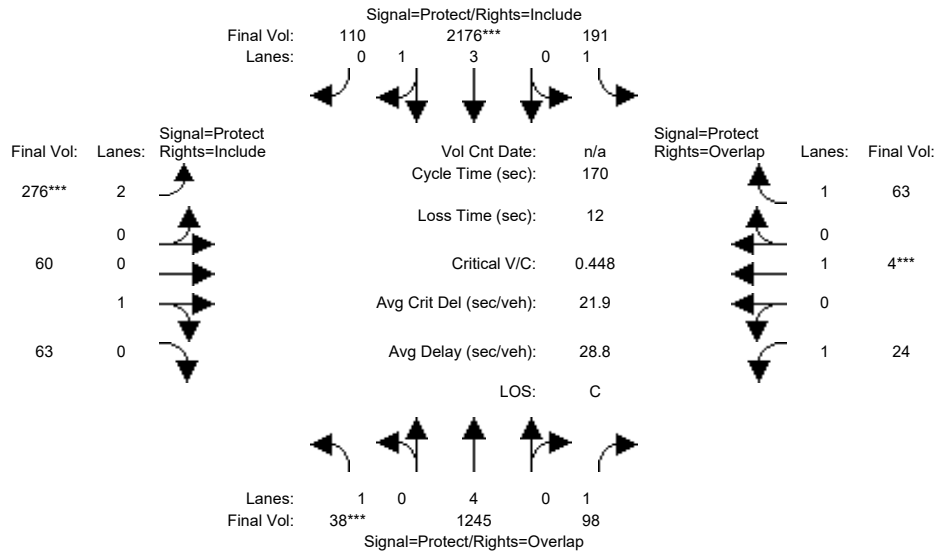 Signal=Protect/Rights=Include
Final Vol: 110 2176*** 191
Lanes: 0 1 3 0 1
Signal=Protect
Final Vol: Lanes: Rights=Include
Vol Cnt Date: n/a
Signal=Protect
Rights=Overlap Lanes: Final Vol:
Cycle Time (sec): 170
276*** 2
1 63
Loss Time (sec): 12
0
0
60 0
Critical V/C: 0.448
1 4***
1
Avg Crit Del (sec/veh): 21.9
0
63 0
Avg Delay (sec/veh): 28.8
1 24
LOS: C
Lanes: 1 0 4 0 1
Final Vol: 38*** 1245 98
Signal=Protect/Rights=Overlap